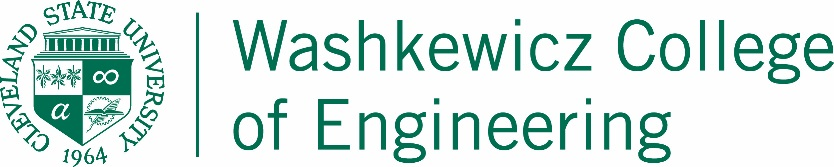 CLEVELAND STATE UNIVERSITY
∞
α
1964
Washkewicz College
of Engineering